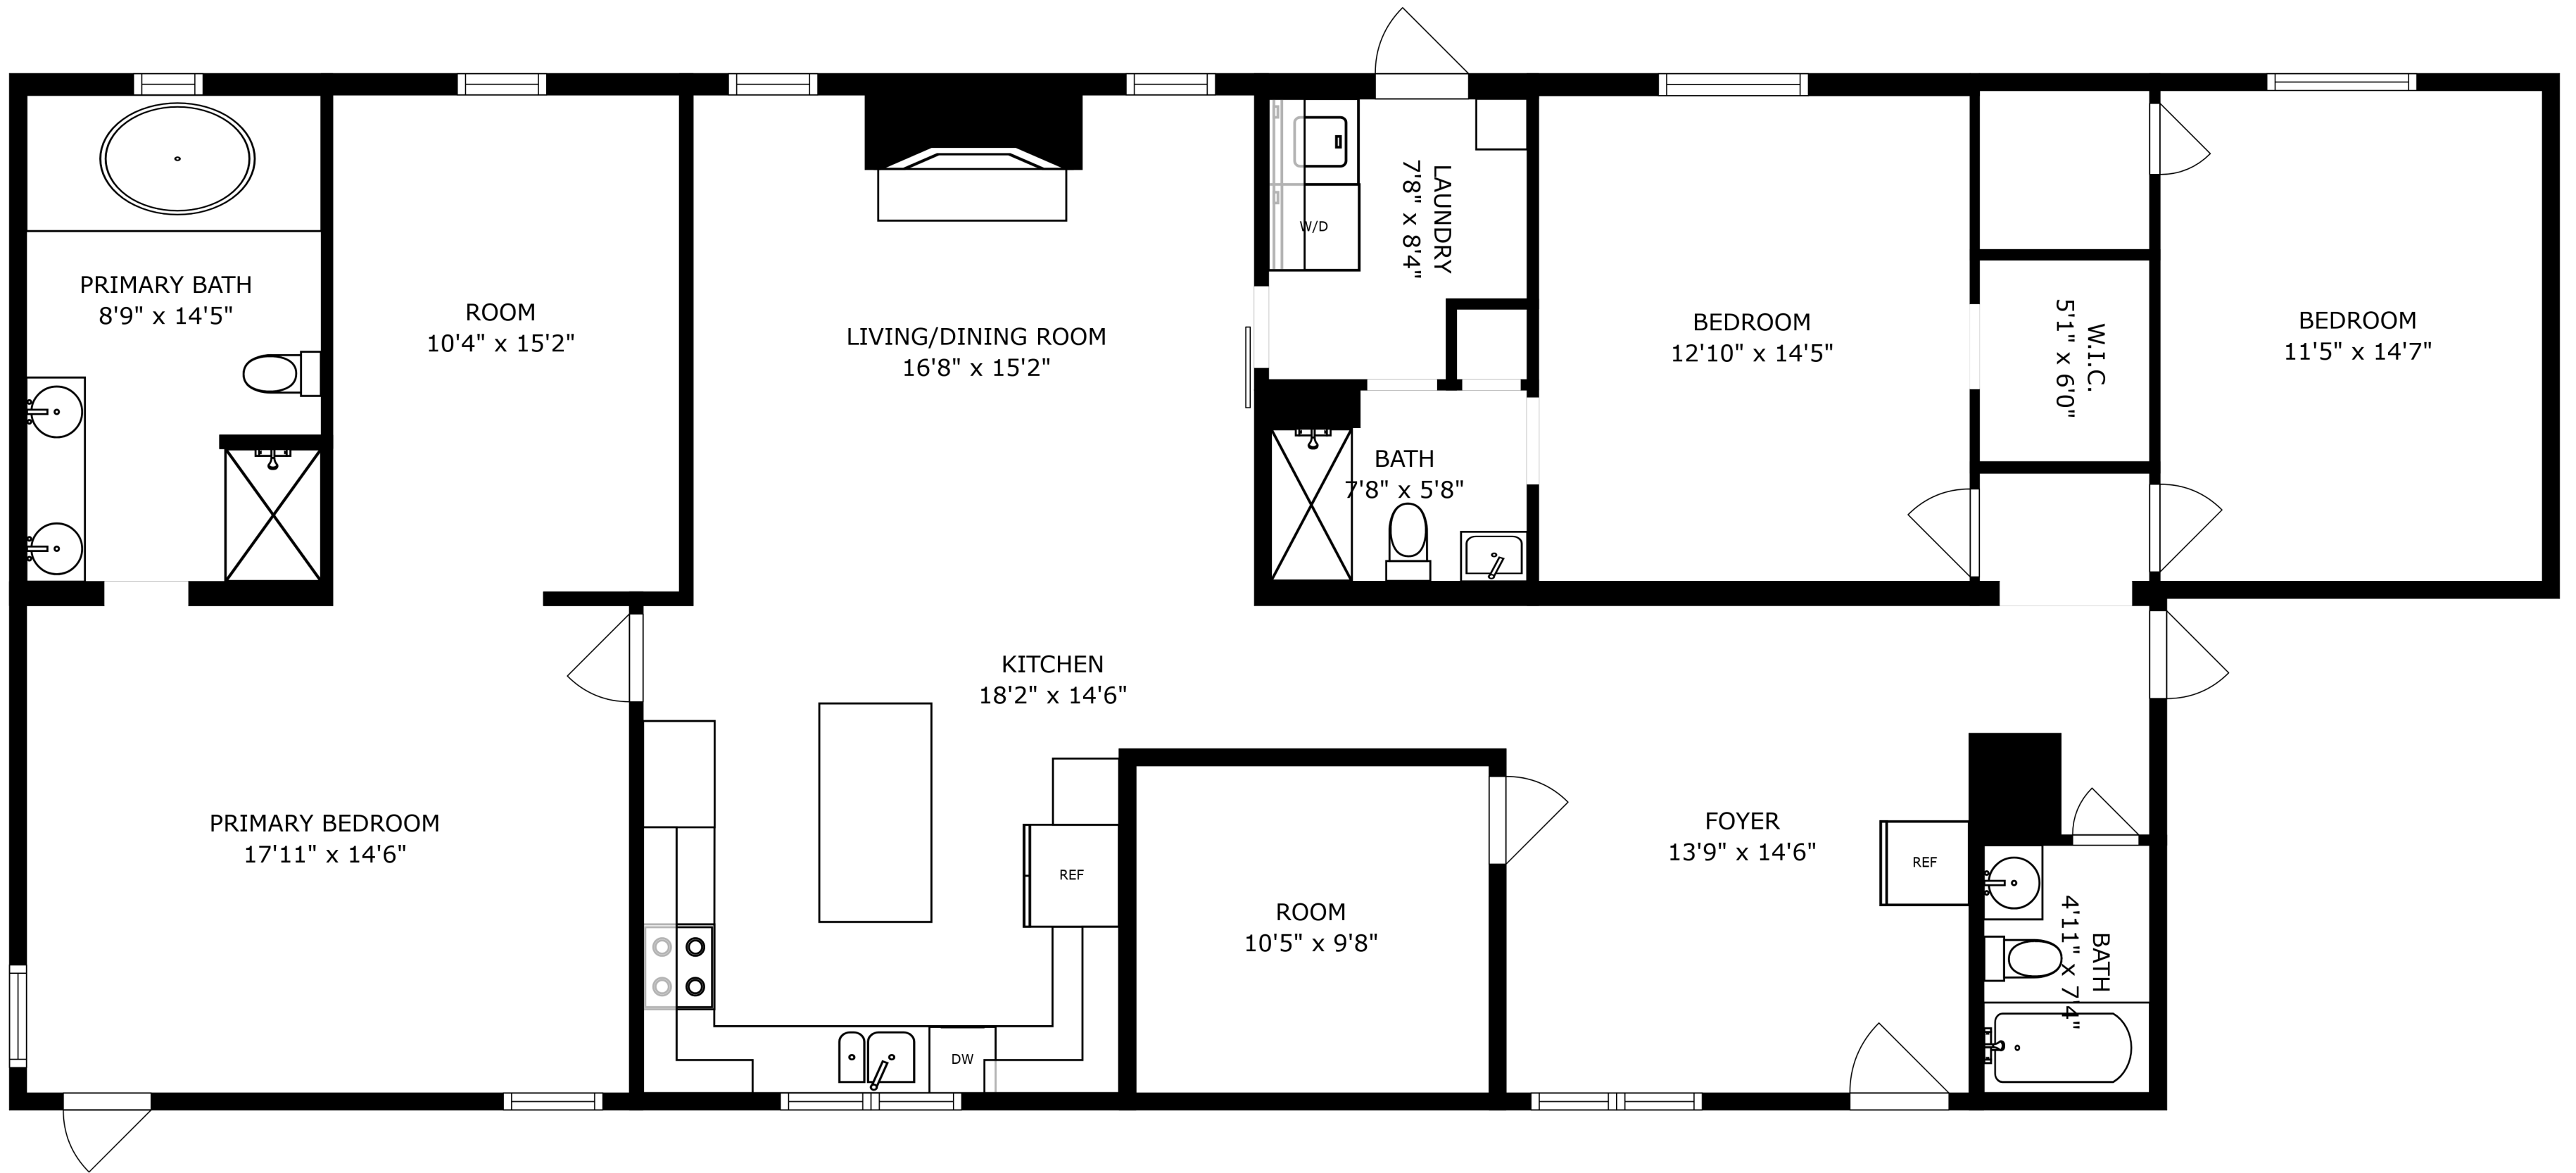 PRIMARY BATH
8'9" x 14'5"
ROOM
10'4" x 15'2"
LIVING/DINING ROOM
16'8" x 15'2"
W/D
LAUNDRY
7'8" x 8'4"
BATH
7'8" x 5'8"
BEDROOM
12'10" x 14'5"
W.I.C.
5'1" x 6'0"
BEDROOM
11'5" x 14'7"
PRIMARY BEDROOM
17'11" x 14'6"
KITCHEN
18'2" x 14'6"
REF
DW
ROOM
10'5" x 9'8"
FOYER
13'9" x 14'6"
REF
BATH
4'11" x 7'4"